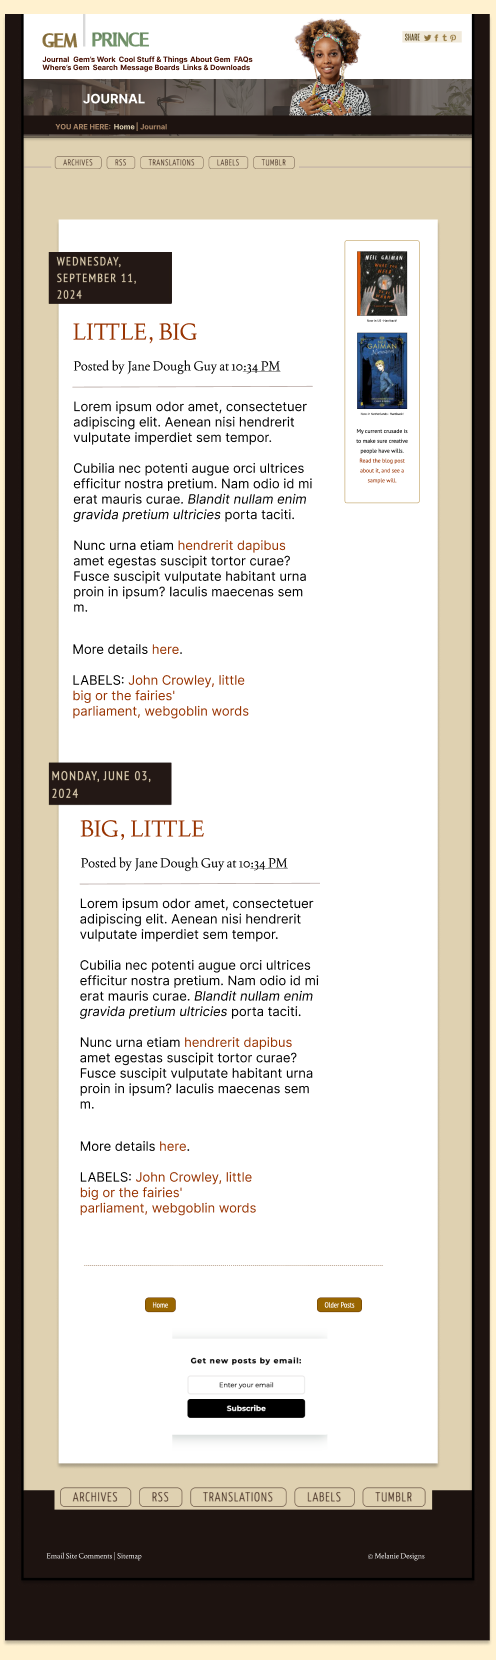 GEM PRINCE
SHARE
Journal Gem's Work Cool Stuff & Things About Gem FAQs
Where's Gem Search Message Boards Links & Downloads
JOURNAL
YOU ARE HERE: Home | Journal
ARCHIVES RSS TRANSLATIONS LABELS TUMBLR
WEDNESDAY,
SEPTEMBER 11,
2024
LITTLE, BIG
Posted by Jane Dough Guy at 10:34 PM
Lorem ipsum odor amet, consectetuer
adipiscing elit. Aenean nisi hendrerit
vulputate imperdiet sem tempor.
Cubilia nec potenti augue orci ultrices
efficitur nostra pretium. Nam odio id mi
erat mauris curae. Blandit nullam enim
gravida pretium ultricies porta taciti.
Nunc urna etiam hendrerit dapibus
amet egestas suscipit tortor curae?
Fusce suscipit vulputate habitant urna
proin in ipsum? Iaculis maecenas sem
m.
More details here.
LABELS: John Crowley, little
big or the fairies'
parliament, webgoblin words
NEIL GAIMAN
GAIMAN
My current crusade is
to make sure creative
people have wills.
Read the blog post
about it, and see a
sample will.
MONDAY, JUNE 03,
2024
BIG, LITTLE
Posted by Jane Dough Guy at 10:34 PM
Lorem ipsum odor amet, consectetuer
adipiscing elit. Aenean nisi hendrerit
vulputate imperdiet sem tempor.
Cubilia nec potenti augue orci ultrices
efficitur nostra pretium. Nam odio id mi
erat mauris curae. Blandit nullam enim
gravida pretium ultricies porta taciti.
Nunc urna etiam hendrerit dapibus
amet egestas suscipit tortor curae?
Fusce suscipit vulputate habitant urna
proin in ipsum? Iaculis maecenas sem
m.
More details here.
LABELS: John Crowley, little
big or the fairies'
parliament, webgoblin words
Home Older Posts
Get new posts by email:
Enter your email
Subscribe
ARCHIVES RSS TRANSLATIONS LABELS TUMBLR
Email Site Comments | Sitemap
© Melanie Designs